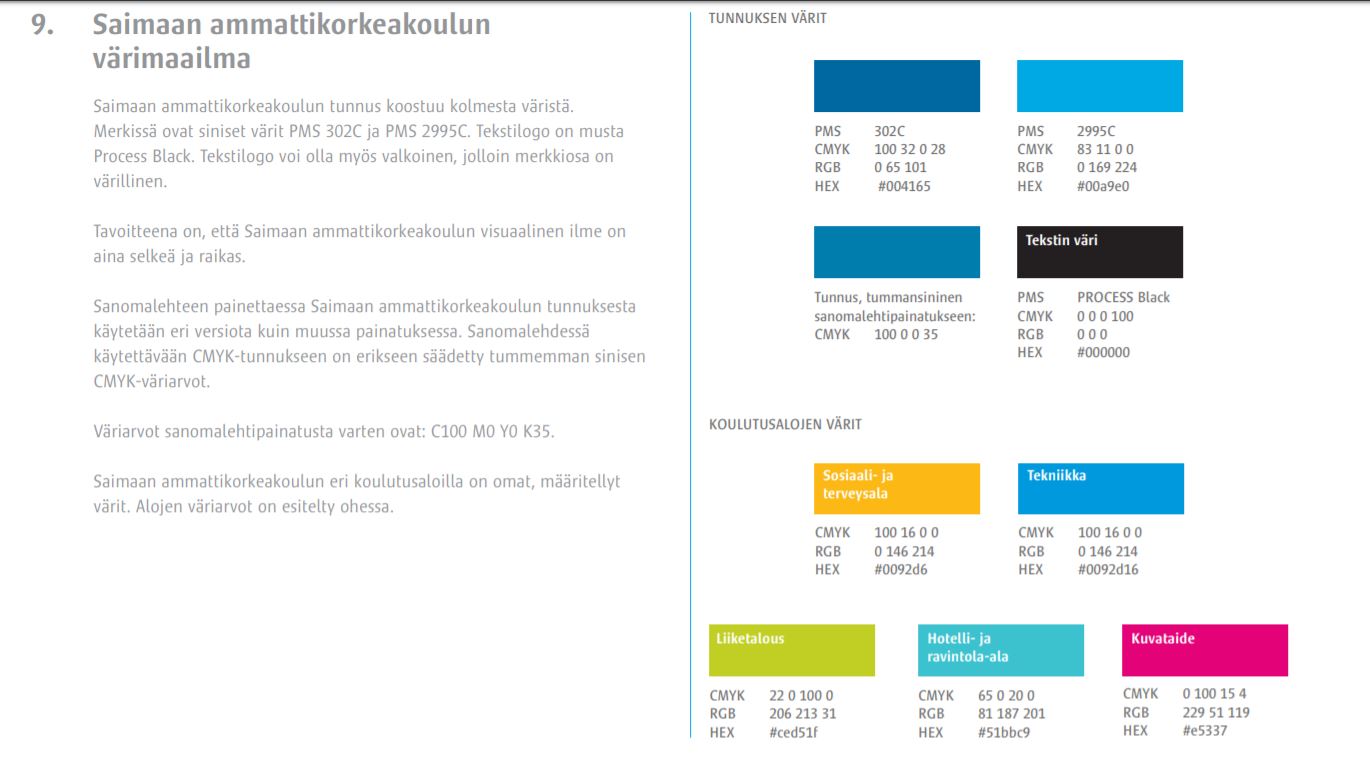 9. Saimaan ammattikorkeakoulun
värimaailma
Saimaan ammattikorkeakoulun tunnus koostuu kolmesta väristä.
Merkissä ovat siniset värit PMS 302C ja PMS 2995C. Tekstilogo on musta
Process Black. Tekstilogo voi olla myös valkoinen, jolloin merkkiosa on
värillinen.
Tavoitteena on, että Saimaan ammattikorkeakoulun visuaalinen ilme on
aina selkeä ja raikas.
Sanomalehteen painettaessa Saimaan ammattikorkeakoulun tunnuksesta
käytetään eri versiota kuin muussa painatuksessa. Sanomalehdessä
käytettävään CMYK-tunnukseen on erikseen säädetty tummemman sinisen
CMYK-väriarvot.
Väriarvot sanomalehtipainatusta varten ovat: C100 M0 Y0 K35.
Saimaan ammattikorkeakoulun eri koulutusaloilla on omat, määritellyt
värit. Alojen väriarvot on esitelty ohessa.
TUNNUKSEN VÄRIT
PMS 302C
CMYK 100 32 0 28
RGB 0 65 101
HEX #004165
PMS 2995C
CMYK 83 11 0 0
RGB 0 169 224
HEX #00a9e0
Tunnus, tummansininen
sanomalehtipainatukseen:
CMYK 100 0 0 35
Tekstin väri
PMS PROCESS Black
CMYK 0 0 0 100
RGB 0 0 0
HEX #000000
KOULUTUSALOJEN VÄRIT
Sosiaali- ja
terveysala
CMYK 100 16 0 0
RGB 0 146 214
HEX #0092d6
Tekniikka
CMYK 100 16 0 0
RGB 0 146 214
HEX #0092d16
Liiketalous
CMYK 22 0 100 0
RGB 206 213 31
HEX #ced51f
Hotelli- ja
ravintola-ala
CMYK 65 0 20 0
RGB 81 187 201
HEX #51bbc9
Kuvataide
CMYK 0 100 15 4
RGB 229 51 119
HEX #e5337